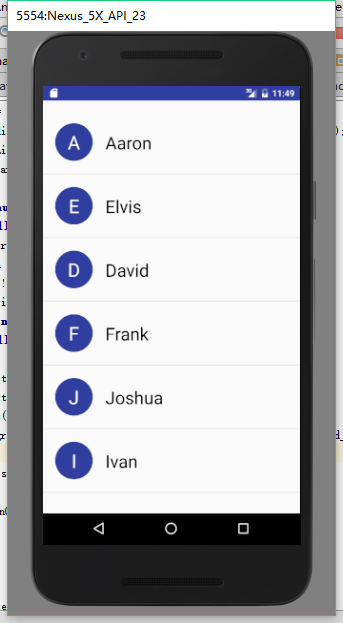 5554:Nexus_5X_API_23
11:49
A Aaron
E Elvis
D David
F Frank
J Joshua
I Ivan